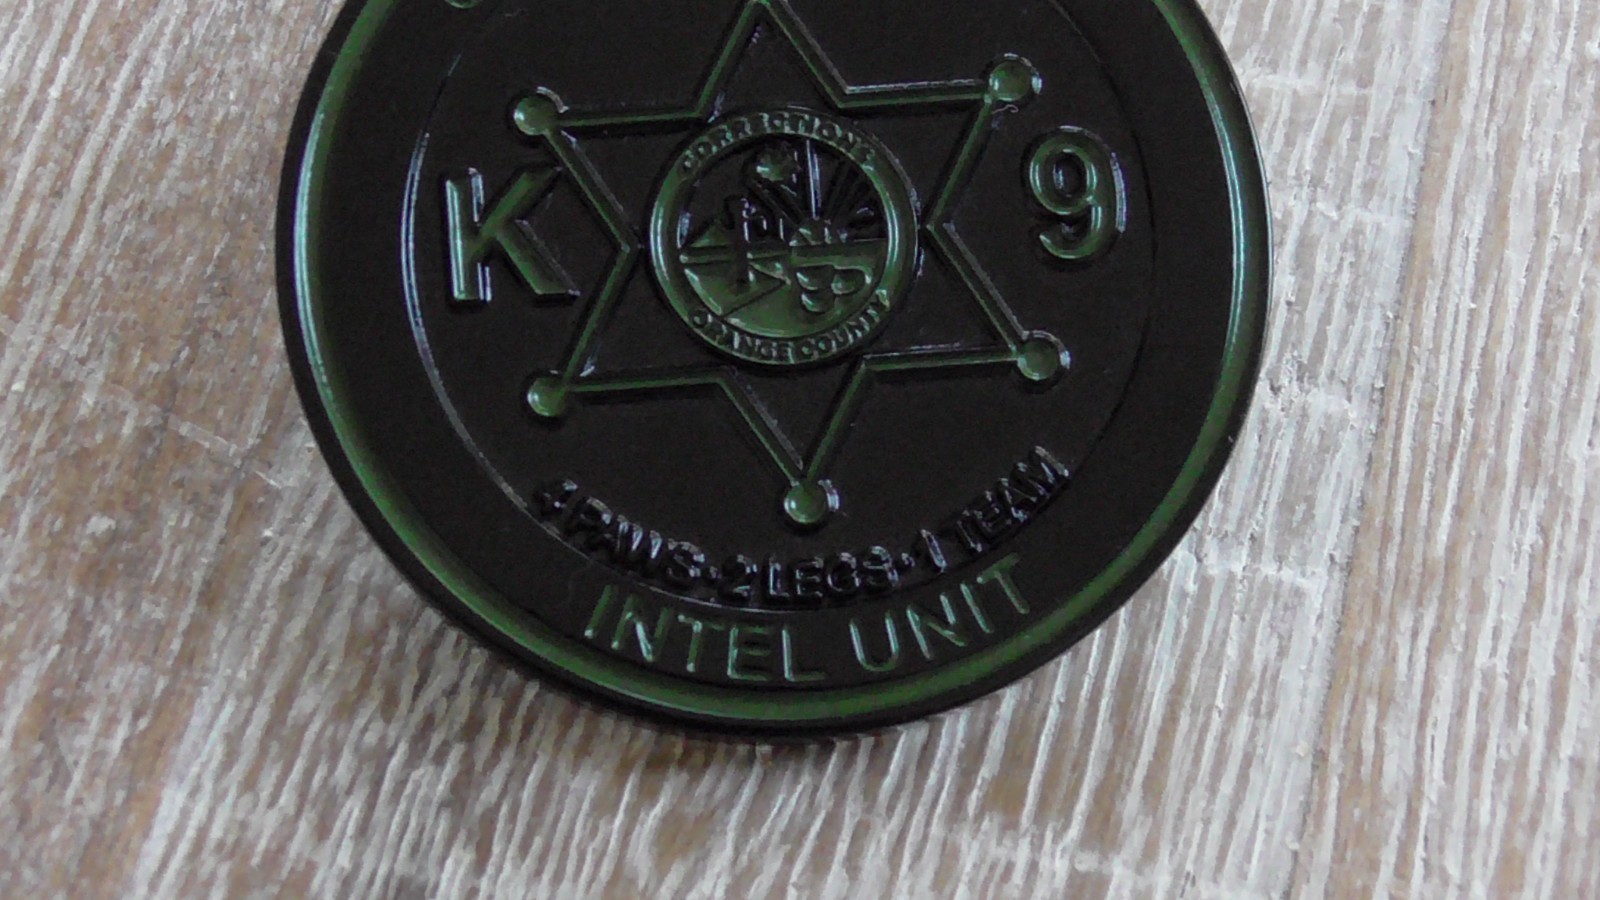 CORRECTIONS
K 9
ORANGE COUNTY
4 PAWS·2 LEGS·1 TEAM
INTEL UNIT